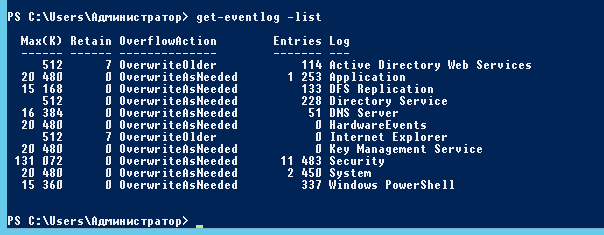 PS C:\Users\Администратор> get-eventlog -list
Max(K) Retain OverflowAction Entries Log
------ ------ -------------- ------- ---
512 7 OverwriteOlder 114 Active Directory Web Services
20 480 0 OverwriteAsNeeded 1 253 Application
15 168 0 OverwriteAsNeeded 133 DFS Replication
512 0 OverwriteAsNeeded 228 Directory Service
16 384 0 OverwriteAsNeeded 51 DNS Server
20 480 0 OverwriteAsNeeded 0 HardwareEvents
512 7 OverwriteOlder 0 Internet Explorer
20 480 0 OverwriteAsNeeded 0 Key Management Service
131 072 0 OverwriteAsNeeded 11 483 Security
20 480 0 OverwriteAsNeeded 2 450 System
15 360 0 OverwriteAsNeeded 337 Windows PowerShell
PS C:\Users\Администратор> _